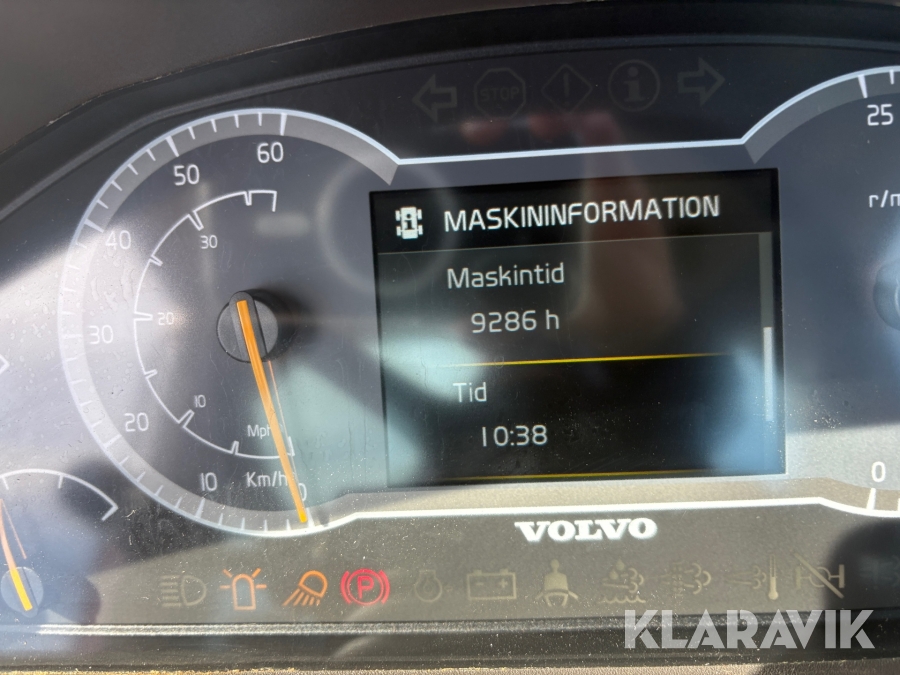 STOP
25
r/m
60
50
40
30
20
10
0
30
20
10
Mph
Km/h
MASKININFORMATION
Maskintid
9286 h
Tid
10:38
0
VOLVO
P
KLARAVIK